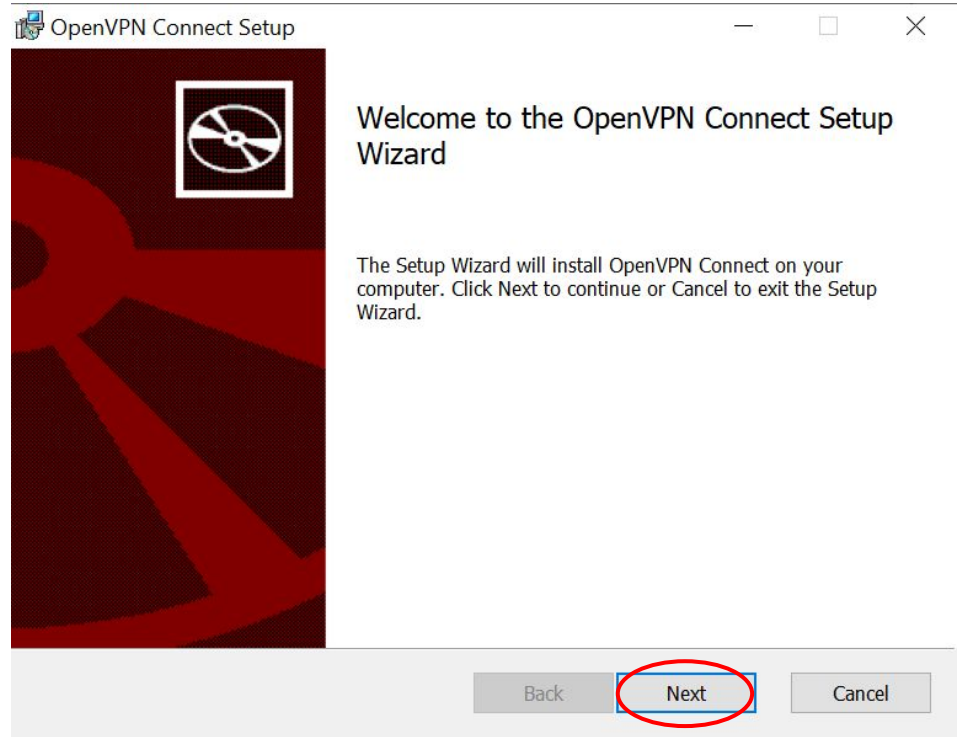 OpenVPN Connect Setup
Welcome to the OpenVPN Connect Setup
Wizard
The Setup Wizard will install OpenVPN Connect on your
computer. Click Next to continue or Cancel to exit the Setup
Wizard.
Back Next Cancel